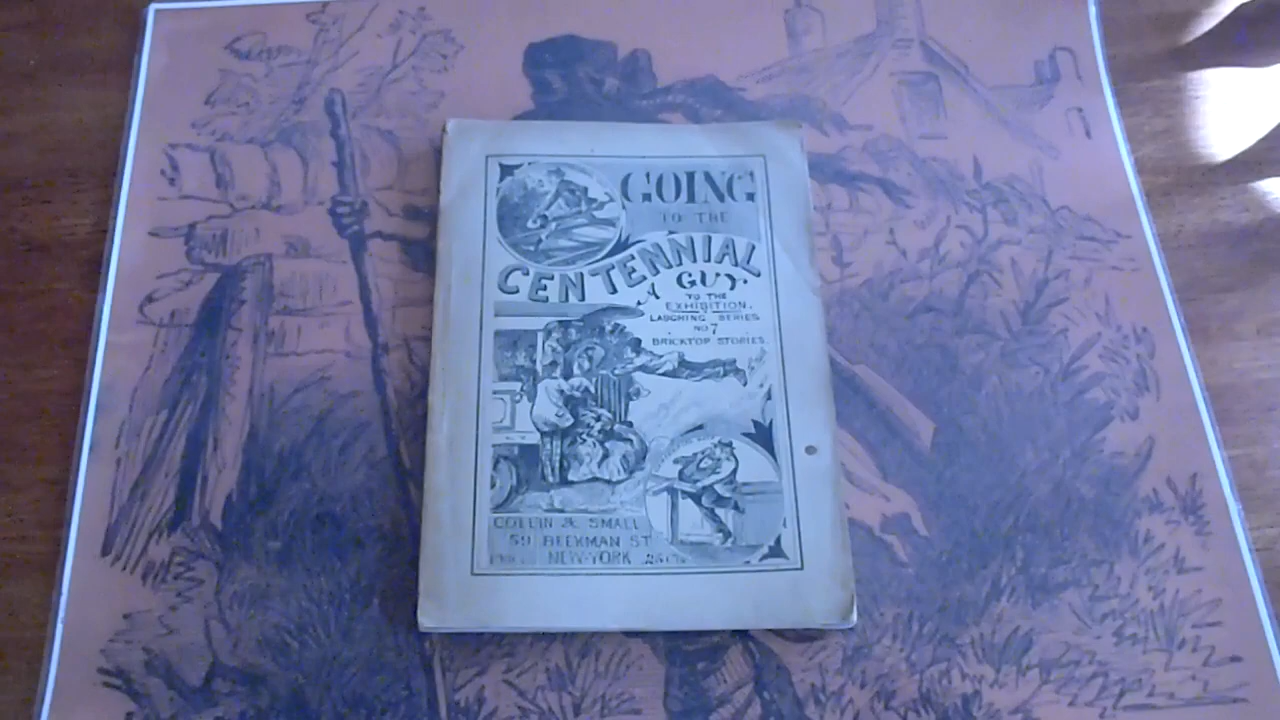 GOING
TO THE
CENTENNIAL
A GUY
TO THE
EXHIBITION.
LAUGHING SERIES
NO 7
BRICKTOP STORIES.
COLLIN & SMALL
59 BEEKMAN ST
NEW-YORK